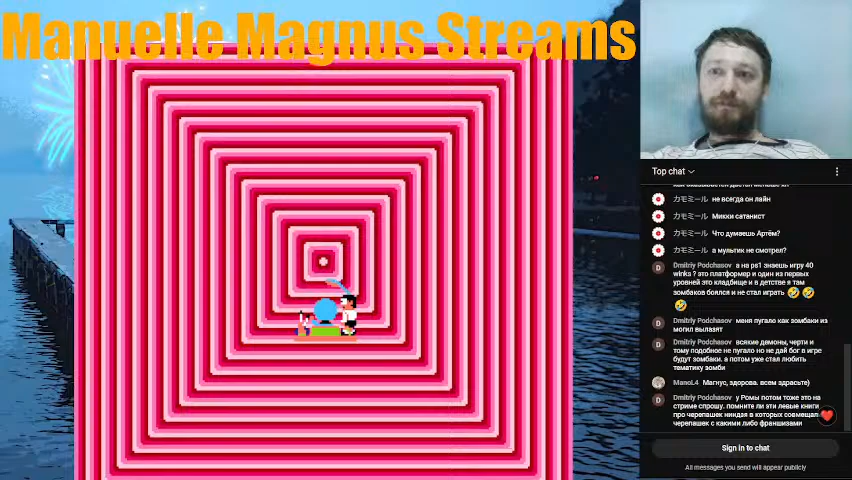 Manuelle Magnus Streams
Top chat
カモミール не всегда он лайн
カモミール Микки сатанист
カモミール Что думаешь Артём?
カモミール а мультик не смотрел?
Dmitriy Podchasov а на ps1 знаешь игру 40
winks ? это платформер и один из первых
уровней это кладбище и в детстве я там
зомбаков боялся и не стал играть 🤣 🤣
🤣
Dmitriy Podchasov меня пугало как зомбаки из
могил вылазят
Dmitriy Podchasov всякие демоны, черти и
тому подобное не пугало но не дай бог в игре
будут зомбаки. а потом уже стал любить
тематику зомби
Manol.4 Магнус, здорова. всем здрасьте)
Dmitriy Podchasov у Ромы потом тоже это на
стриме спрошу. помните ли эти левые книги
про черепашек ниндзя в которых совмещал
черепашек с какими либо франшизами
Sign in to chat
All messages you send will appear publicly